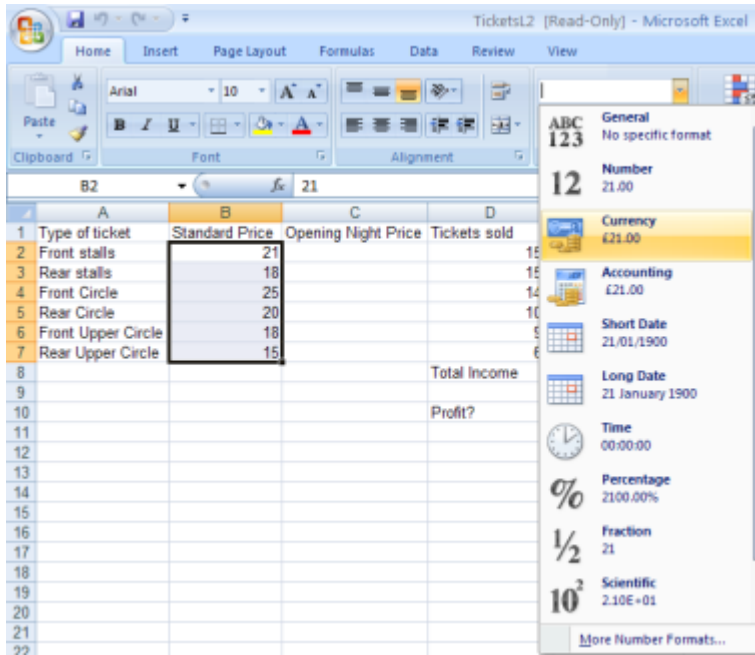 TicketsL2 [Read-Only] - Microsoft Excel
Home Insert Page Layout Formulas Data Review View
Paste
Arial 10 A A
B I U A
Clipboard Font Alignment
B2 fx 21
A B C D
1 Type of ticket Standard Price Opening Night Price Tickets sold
2 Front stalls 21
3 Rear stalls 18
4 Front Circle 25
5 Rear Circle 20
6 Front Upper Circle 18
7 Rear Upper Circle 15
8 Total Income
9
10 Profit?
11
12
13
14
15
16
17
18
19
20
21
22
ABC
123
General
No specific format
12
Number
21.00
Currency
£21.00
Accounting
£21.00
Short Date
21/01/1900
Long Date
21 January 1900
Time
00:00:00
%
Percentage
2100.00%
½
Fraction
21
10²
Scientific
2.10E+01
More Number Formats...